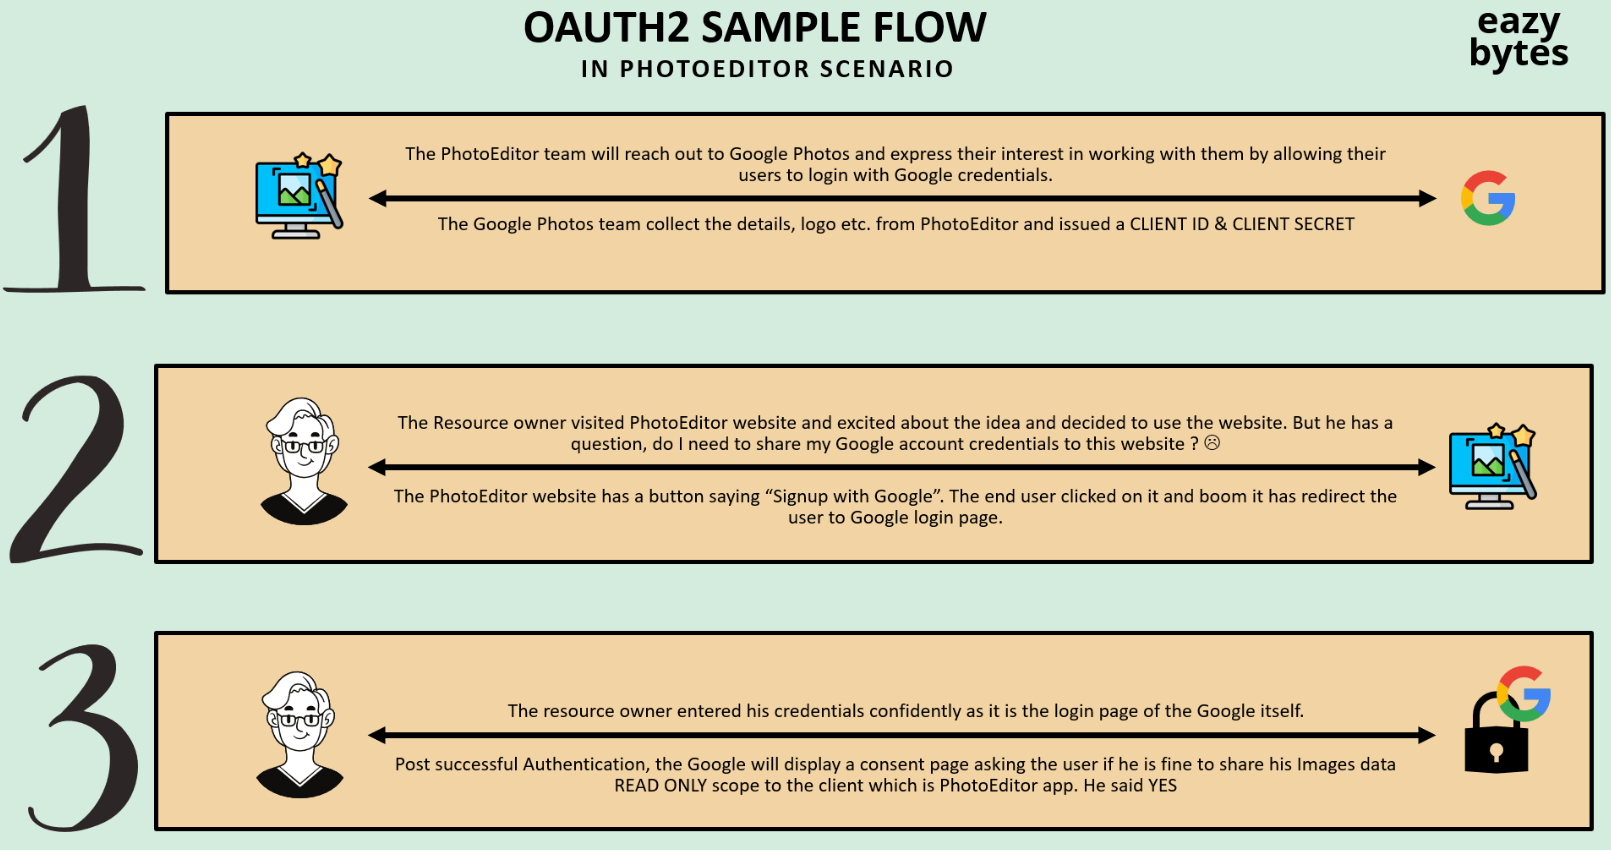 OAUTH2 SAMPLE FLOW
IN PHOTOEDITOR SCENARIO
eazy
bytes
1
The PhotoEditor team will reach out to Google Photos and express their interest in working with them by allowing their
users to login with Google credentials.
The Google Photos team collect the details, logo etc. from PhotoEditor and issued a CLIENT ID & CLIENT SECRET
2
The Resource owner visited PhotoEditor website and excited about the idea and decided to use the website. But he has a
question, do I need to share my Google account credentials to this website ? ☹
The PhotoEditor website has a button saying “Signup with Google”. The end user clicked on it and boom it has redirect the
user to Google login page.
3
The resource owner entered his credentials confidently as it is the login page of the Google itself.
Post successful Authentication, the Google will display a consent page asking the user if he is fine to share his Images data
READ ONLY scope to the client which is PhotoEditor app. He said YES